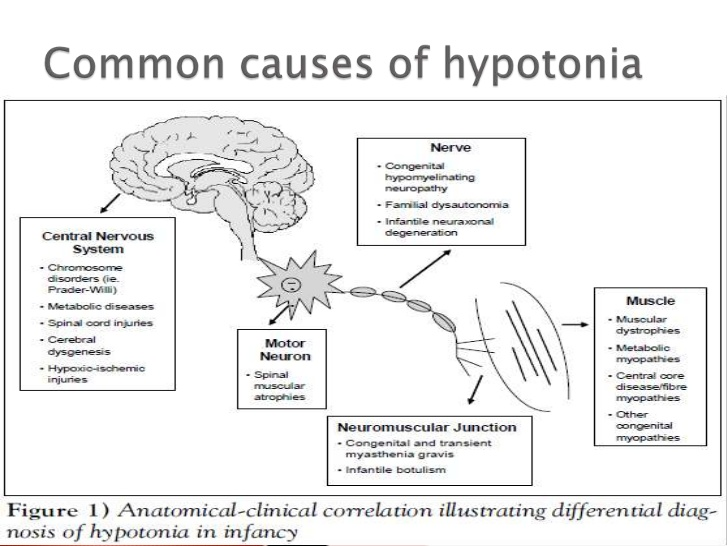 Common causes of hypotonia
Central Nervous
System
• Chromosome
disorders (ie.
Prader-Willi)
• Metabolic diseases
• Spinal cord injuries
• Cerebral
dysgenesis
• Hypoxic-ischemic
injuries
Motor
Neuron
• Spinal
muscular
atrophies
Nerve
• Congenital
hypomyelinating
neuropathy
• Familial dysautonomia
• Infantile neuraxonal
degeneration
Neuromuscular Junction
• Congenital and transient
myasthenia gravis
• Infantile botulism
Muscle
• Muscular
dystrophies
• Metabolic
myopathies
• Central core
disease/fibre
myopathies
• Other
congenital
myopathies
Figure 1) Anatomical-clinical correlation illustrating differential diag-
nosis of hypotonia in infancy